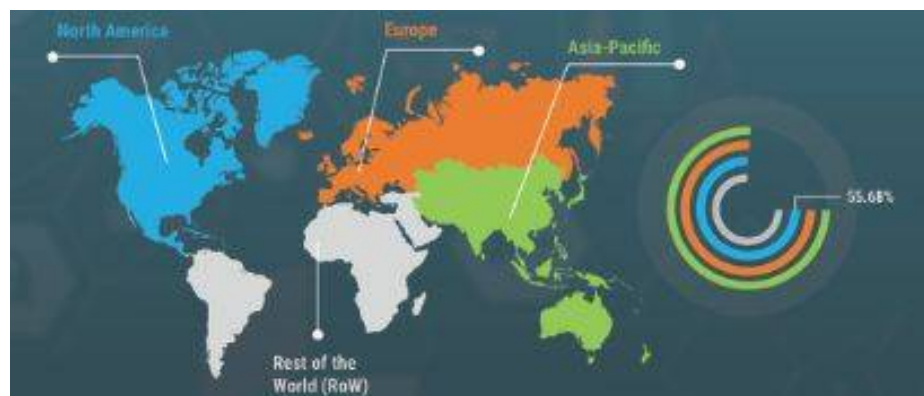 North America
Europe
Asia-Pacific
55.68%
Rest of the
World (RoW)